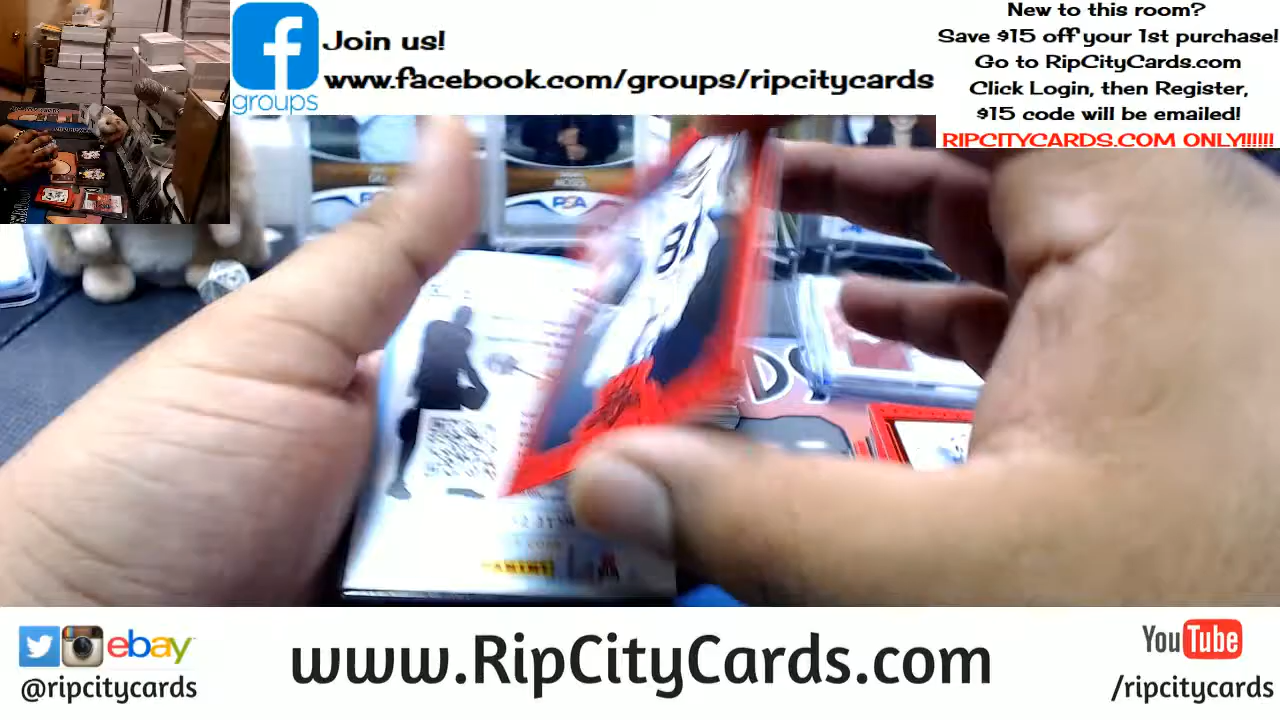 Join us!
www.facebook.com/groups/ripcitycards
groups
New to this room?
Save $15 off your 1st purchase!
Go to RipCityCards.com
Click Login, then Register,
$15 code will be emailed!
RIPCITYCARDS.COM ONLY!!!!!!
PSA
81
PANINI
ebay
@ripcitycards
www.RipCityCards.com
YouTube
/ripcitycards